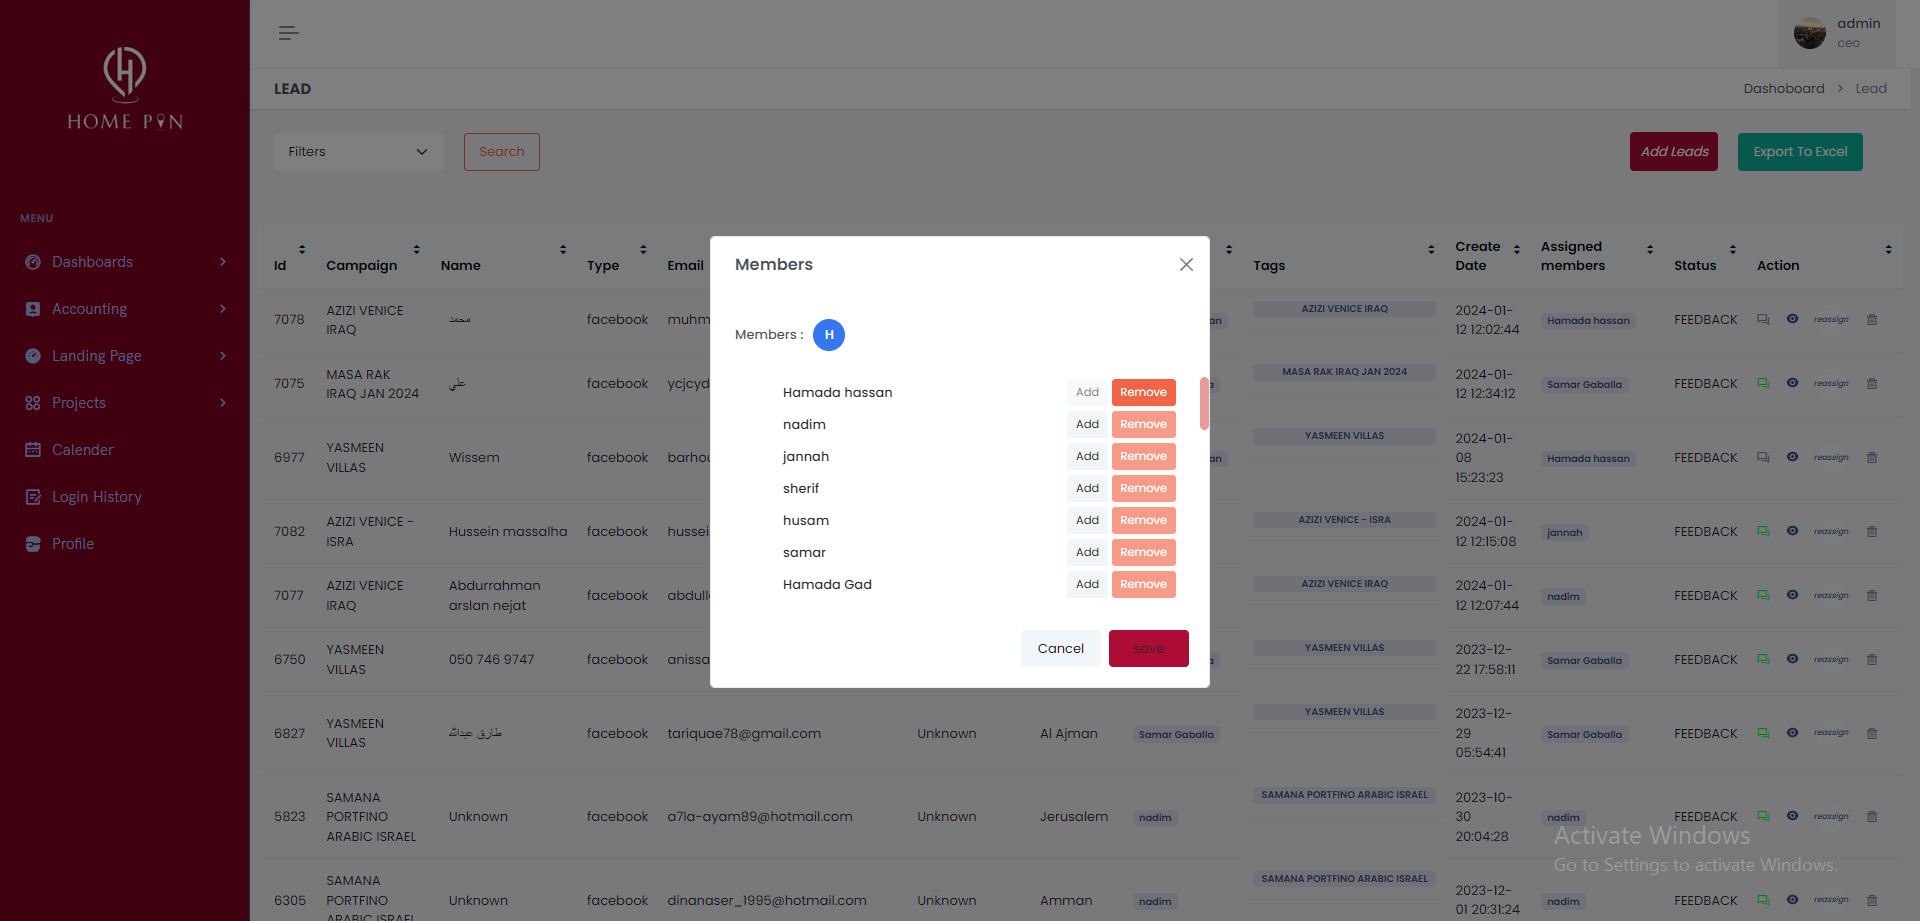 HOME PIN
MENU
Dashboards
Accounting
Landing Page
Projects
Calender
Login History
Profile
admin
ceo
LEAD
Dashoboard > Lead
Filters
Search
Add Leads
Export To Excel
Id Campaign Name Type Email Tags Create Date Assigned members Status Action
7078 AZIZI VENICE IRAQ محمد facebook muhm an AZIZI VENICE IRAQ 2024-01-12 12:02:44 Hamada hassan FEEDBACK reassign
7075 MASA RAK IRAQ JAN 2024 علي facebook ycjcyd a MASA RAK IRAQ JAN 2024 2024-01-12 12:34:12 Samar Gaballa FEEDBACK reassign
6977 YASMEEN VILLAS Wissem facebook barhou an YASMEEN VILLAS 2024-01-08 15:23:23 Hamada hassan FEEDBACK reassign
7082 AZIZI VENICE - ISRA Hussein massalha facebook hussei AZIZI VENICE - ISRA 2024-01-12 12:15:08 jannah FEEDBACK reassign
7077 AZIZI VENICE IRAQ Abdurrahman arslan nejat facebook abdull AZIZI VENICE IRAQ 2024-01-12 12:07:44 nadim FEEDBACK reassign
6750 YASMEEN VILLAS 050 746 9747 facebook anissa a YASMEEN VILLAS 2023-12-22 17:58:11 Samar Gaballa FEEDBACK reassign
6827 YASMEEN VILLAS طارق عبدالله facebook tariquae78@gmail.com Unknown Al Ajman Samar Gaballa YASMEEN VILLAS 2023-12-29 05:54:41 Samar Gaballa FEEDBACK reassign
5823 SAMANA PORTFINO ARABIC ISRAEL Unknown facebook a7la-ayam89@hotmail.com Unknown Jerusalem nadim SAMANA PORTFINO ARABIC ISRAEL 2023-10-30 20:04:28 nadim FEEDBACK reassign
6305 SAMANA PORTFINO ARABIC ISRAEL Unknown facebook dinanaser_1995@hotmail.com Unknown Amman nadim SAMANA PORTFINO ARABIC ISRAEL 2023-12-01 20:31:24 nadim FEEDBACK reassign
Members
Members : H
Hamada hassan Add Remove
nadim Add Remove
jannah Add Remove
sherif Add Remove
husam Add Remove
samar Add Remove
Hamada Gad Add Remove
Cancel save
Activate Windows
Go to Settings to activate Windows.